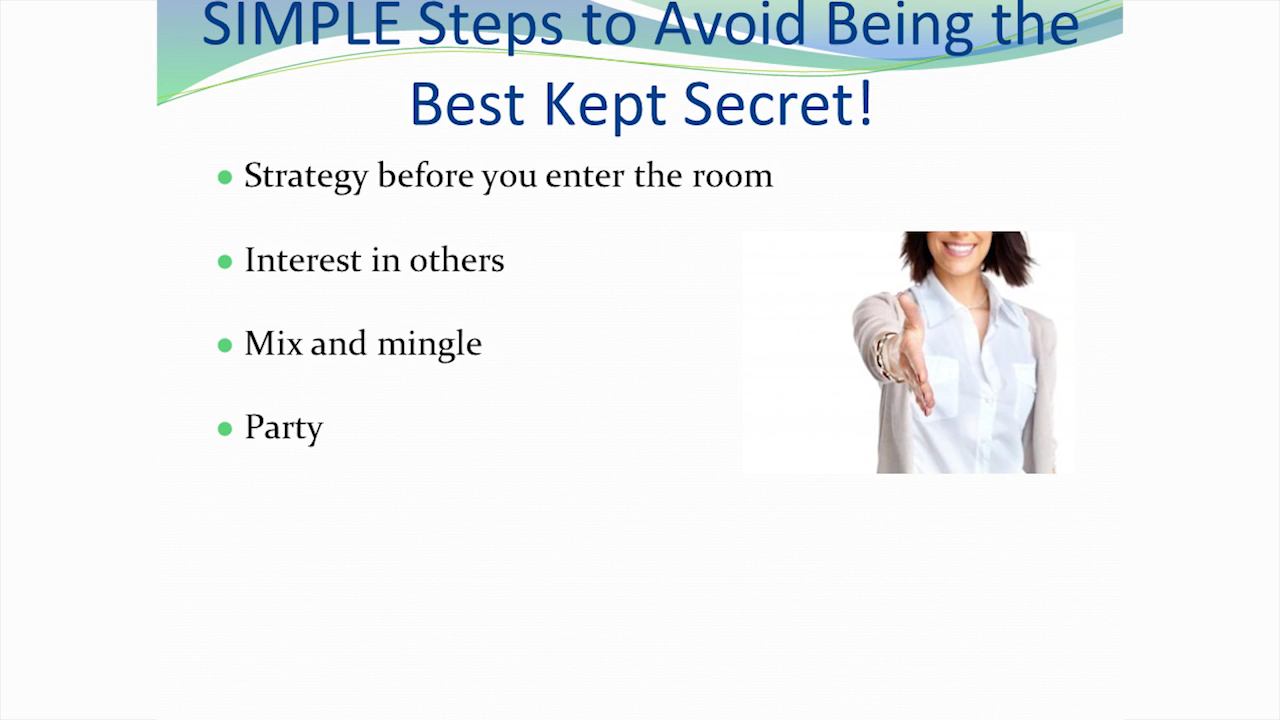 SIMPLE Steps to Avoid Being the
Best Kept Secret!
Strategy before you enter the room
Interest in others
Mix and mingle
Party